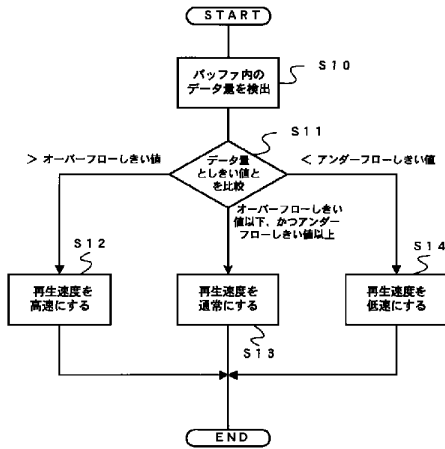 START
S10
バッファ内の
データ量を検出
S11
データ量
としきい値と
を比較
> オーバーフローしきい値
< アンダーフローしきい値
オーバーフローしきい
値以下、かつアンダー
フローしきい値以上
S12
再生速度を
高速にする
再生速度を
通常にする
S13
S14
再生速度を
低速にする
END